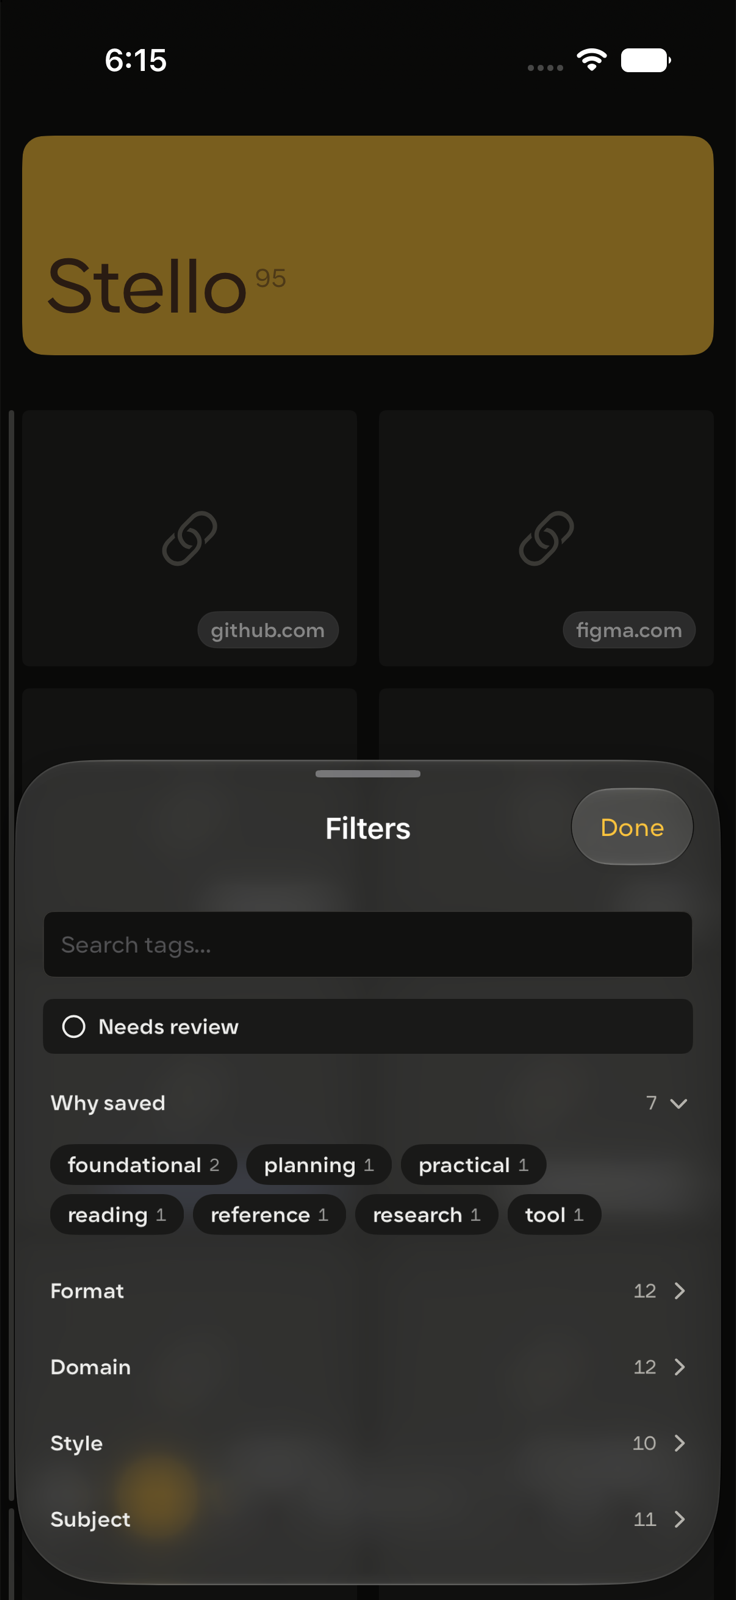 6:15
Stello 95
github.com
figma.com
Filters
Done
Search tags...
Needs review
Why saved 7
foundational 2 planning 1 practical 1
reading 1 reference 1 research 1 tool 1
Format 12
Domain 12
Style 10
Subject 11